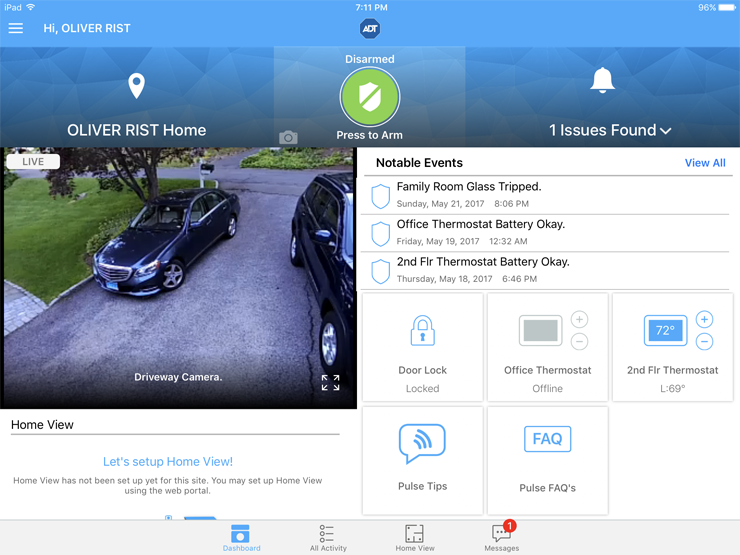 iPad 7:11 PM 96%
Hi, OLIVER RIST
ADT
Disarmed
OLIVER RIST Home
Press to Arm
1 Issues Found
LIVE
Driveway Camera.
Notable Events View All
Family Room Glass Tripped.
Sunday, May 21, 2017 8:06 PM
Office Thermostat Battery Okay.
Friday, May 19, 2017 12:32 AM
2nd Flr Thermostat Battery Okay.
Thursday, May 18, 2017 6:46 PM
Door Lock
Locked
Office Thermostat
Offline
72°
2nd Flr Thermostat
L:69°
Home View
Let's setup Home View!
Home View has not been set up yet for this site. You may set up Home View
using the web portal.
Pulse Tips
FAQ
Pulse FAQ's
Dashboard
All Activity
Home View
1
Messages